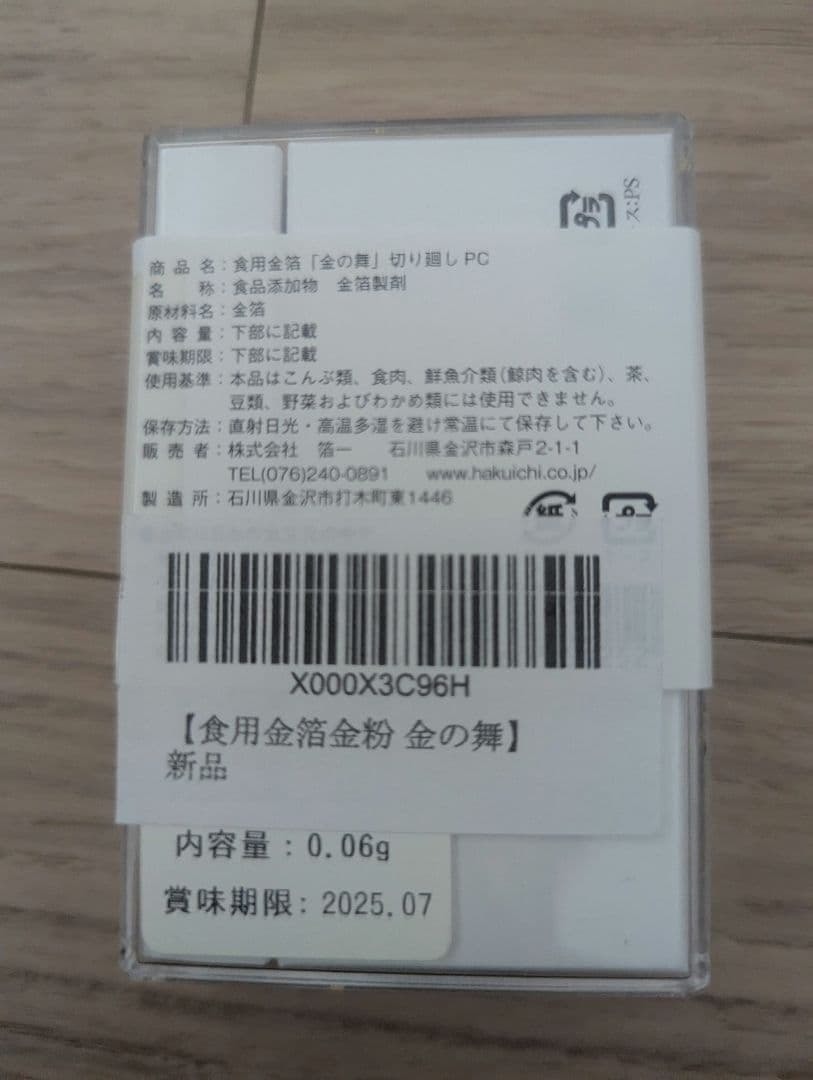 プラ
ス:PS
商品名:食用金箔「金の舞」切り廻しPC
名称:食品添加物 金箔製剤
原材料名:金箔
内容量:下部に記載
賞味期限:下部に記載
使用基準:本品はこんぶ類、食肉、鮮魚介類(鯨肉を含む)、茶、
豆類、野菜およびわかめ類には使用できません。
保存方法:直射日光・高温多湿を避け常温にて保存して下さい。
販売者:株式会社 箔一 石川県金沢市森戸2-1-1
TEL(076)240-0891 www.hakuichi.co.jp/
製造所:石川県金沢市打木町東1446
紙
X000X3C96H
【食用金箔金粉 金の舞】
新品
内容量:0.06g
賞味期限:2025.07